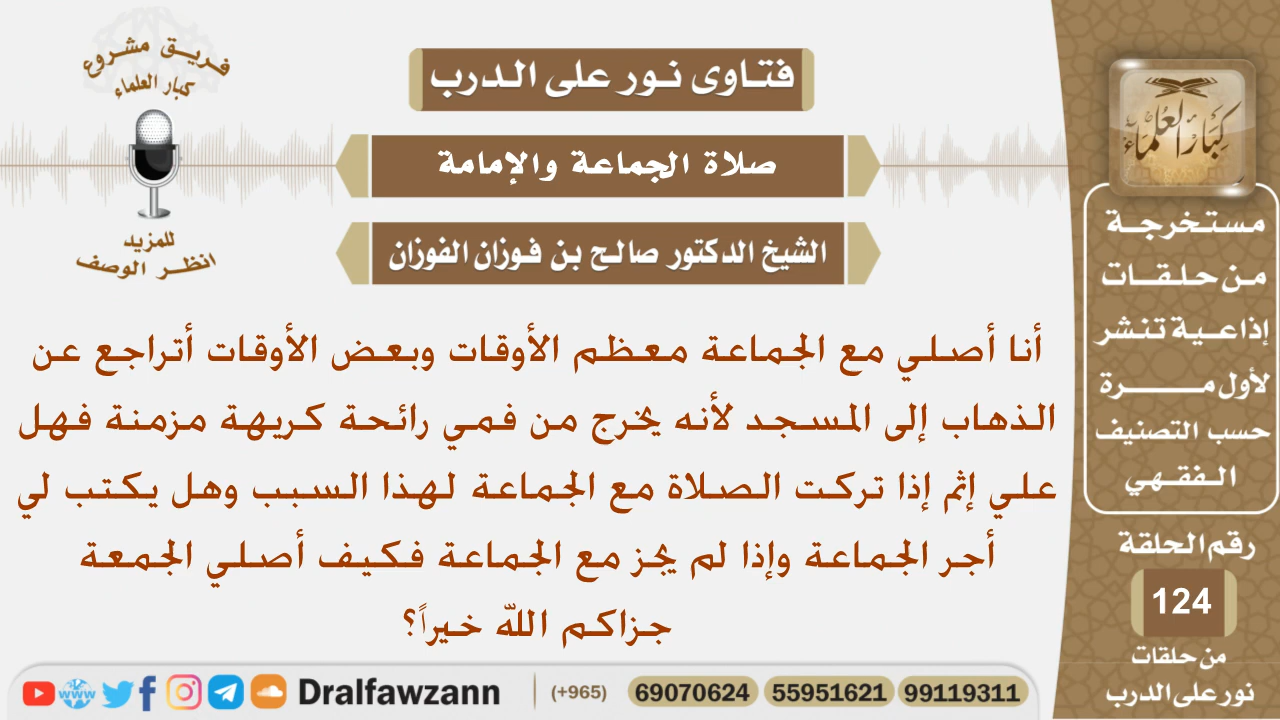 فريق مشروع
كبار العلماء
للمزيد
انظر الوصف
فتاوى نور على الدرب
صلاة الجماعة والإمامة
الشيخ الدكتور صالح بن فوزان الفوزان
أنا أصلي مع الجماعة معظم الأوقات وبعض الأوقات أتراجع عن
الذهاب إلى المسجد لأنه يخرج من فمي رائحة كريهة مزمنة فهل
علي إثم إذا تركت الصلاة مع الجماعة لهذا السبب وهل يكتب لي
أجر الجماعة وإذا لم يجز مع الجماعة فكيف أصلي الجمعة
جزاكم الله خيراً؟
كبار العلماء
مستخرجة
من حلقات
إذاعية تنشر
لأول مرة
حسب التصنيف
الفقهي
رقم الحلقة
124
من حلقات
نور على الدرب
www Dralfawzann (+965) 69070624 55951621 99119311